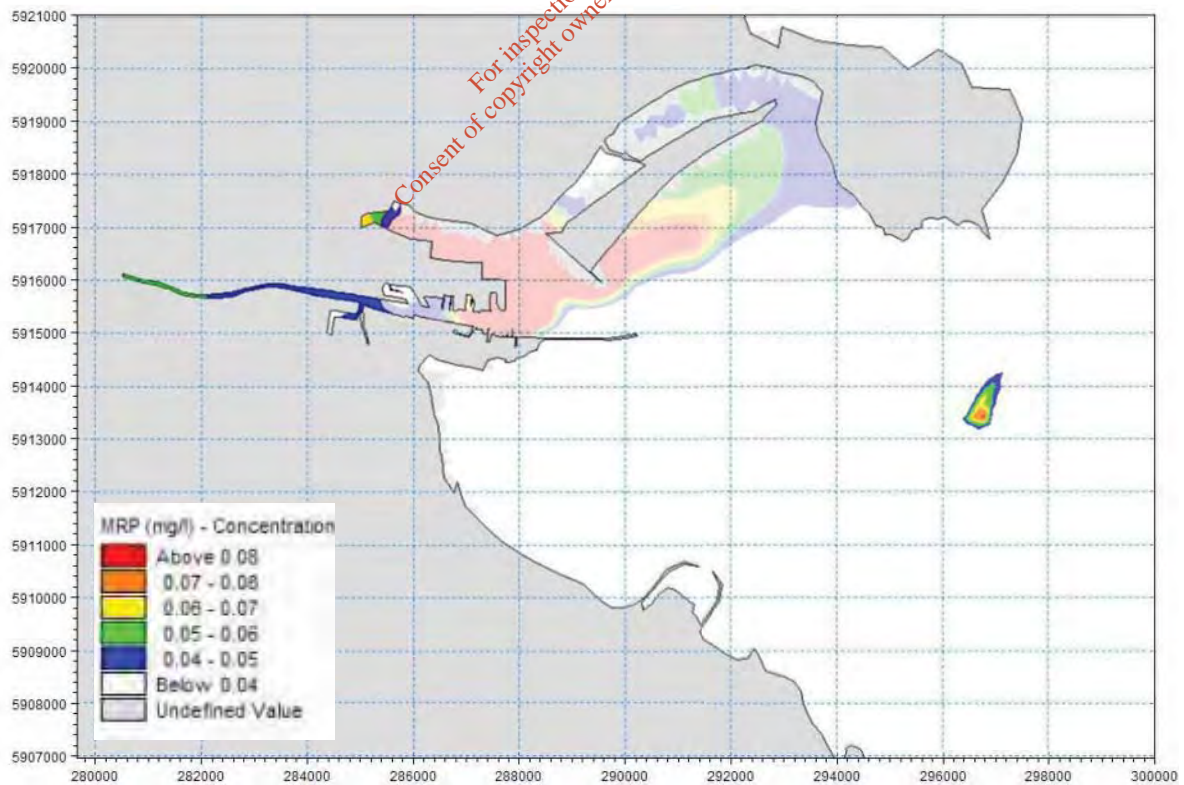 For inspection
Consent of copyright owner
5921000
5920000
5919000
5918000
5917000
5916000
5915000
5914000
5913000
5912000
5911000
5910000
5909000
5908000
5907000
MRP (mg/l) - Concentration
Above 0.08
0.07 - 0.08
0.06 - 0.07
0.05 - 0.06
0.04 - 0.05
Below 0.04
Undefined Value
280000 282000 284000 286000 288000 290000 292000 294000 296000 298000 300000